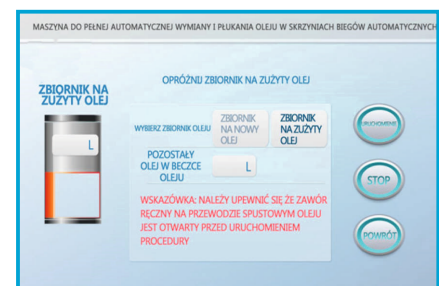 MASZYNA DO PEŁNEJ AUTOMATYCZNEJ WYMIANY I PŁUKANIA OLEJU W SKRZYNIACH BIEGÓW AUTOMATYCZNYCH
OPRÓŻNIJ ZBIORNIK NA ZUŻYTY OLEJ
ZBIORNIK NA
ZUŻYTY OLEJ
L
WYBIERZ ZBIORNIK OLEJU
ZBIORNIK
NA NOWY
OLEJ
ZBIORNIK
NA ZUŻYTY
OLEJ
POZOSTAŁY
OLEJ W BECZCE
OLEJU
L
WSKAZÓWKA: NALEŻY UPEWNIĆ SIĘ ŻE ZAWÓR
RĘCZNY NA PRZEWODZIE SPUSTOWYM OLEJU
JEST OTWARTY PRZED URUCHOMIENIEM
PROCEDURY
URUCHOMIENIE
STOP
POWRÓT